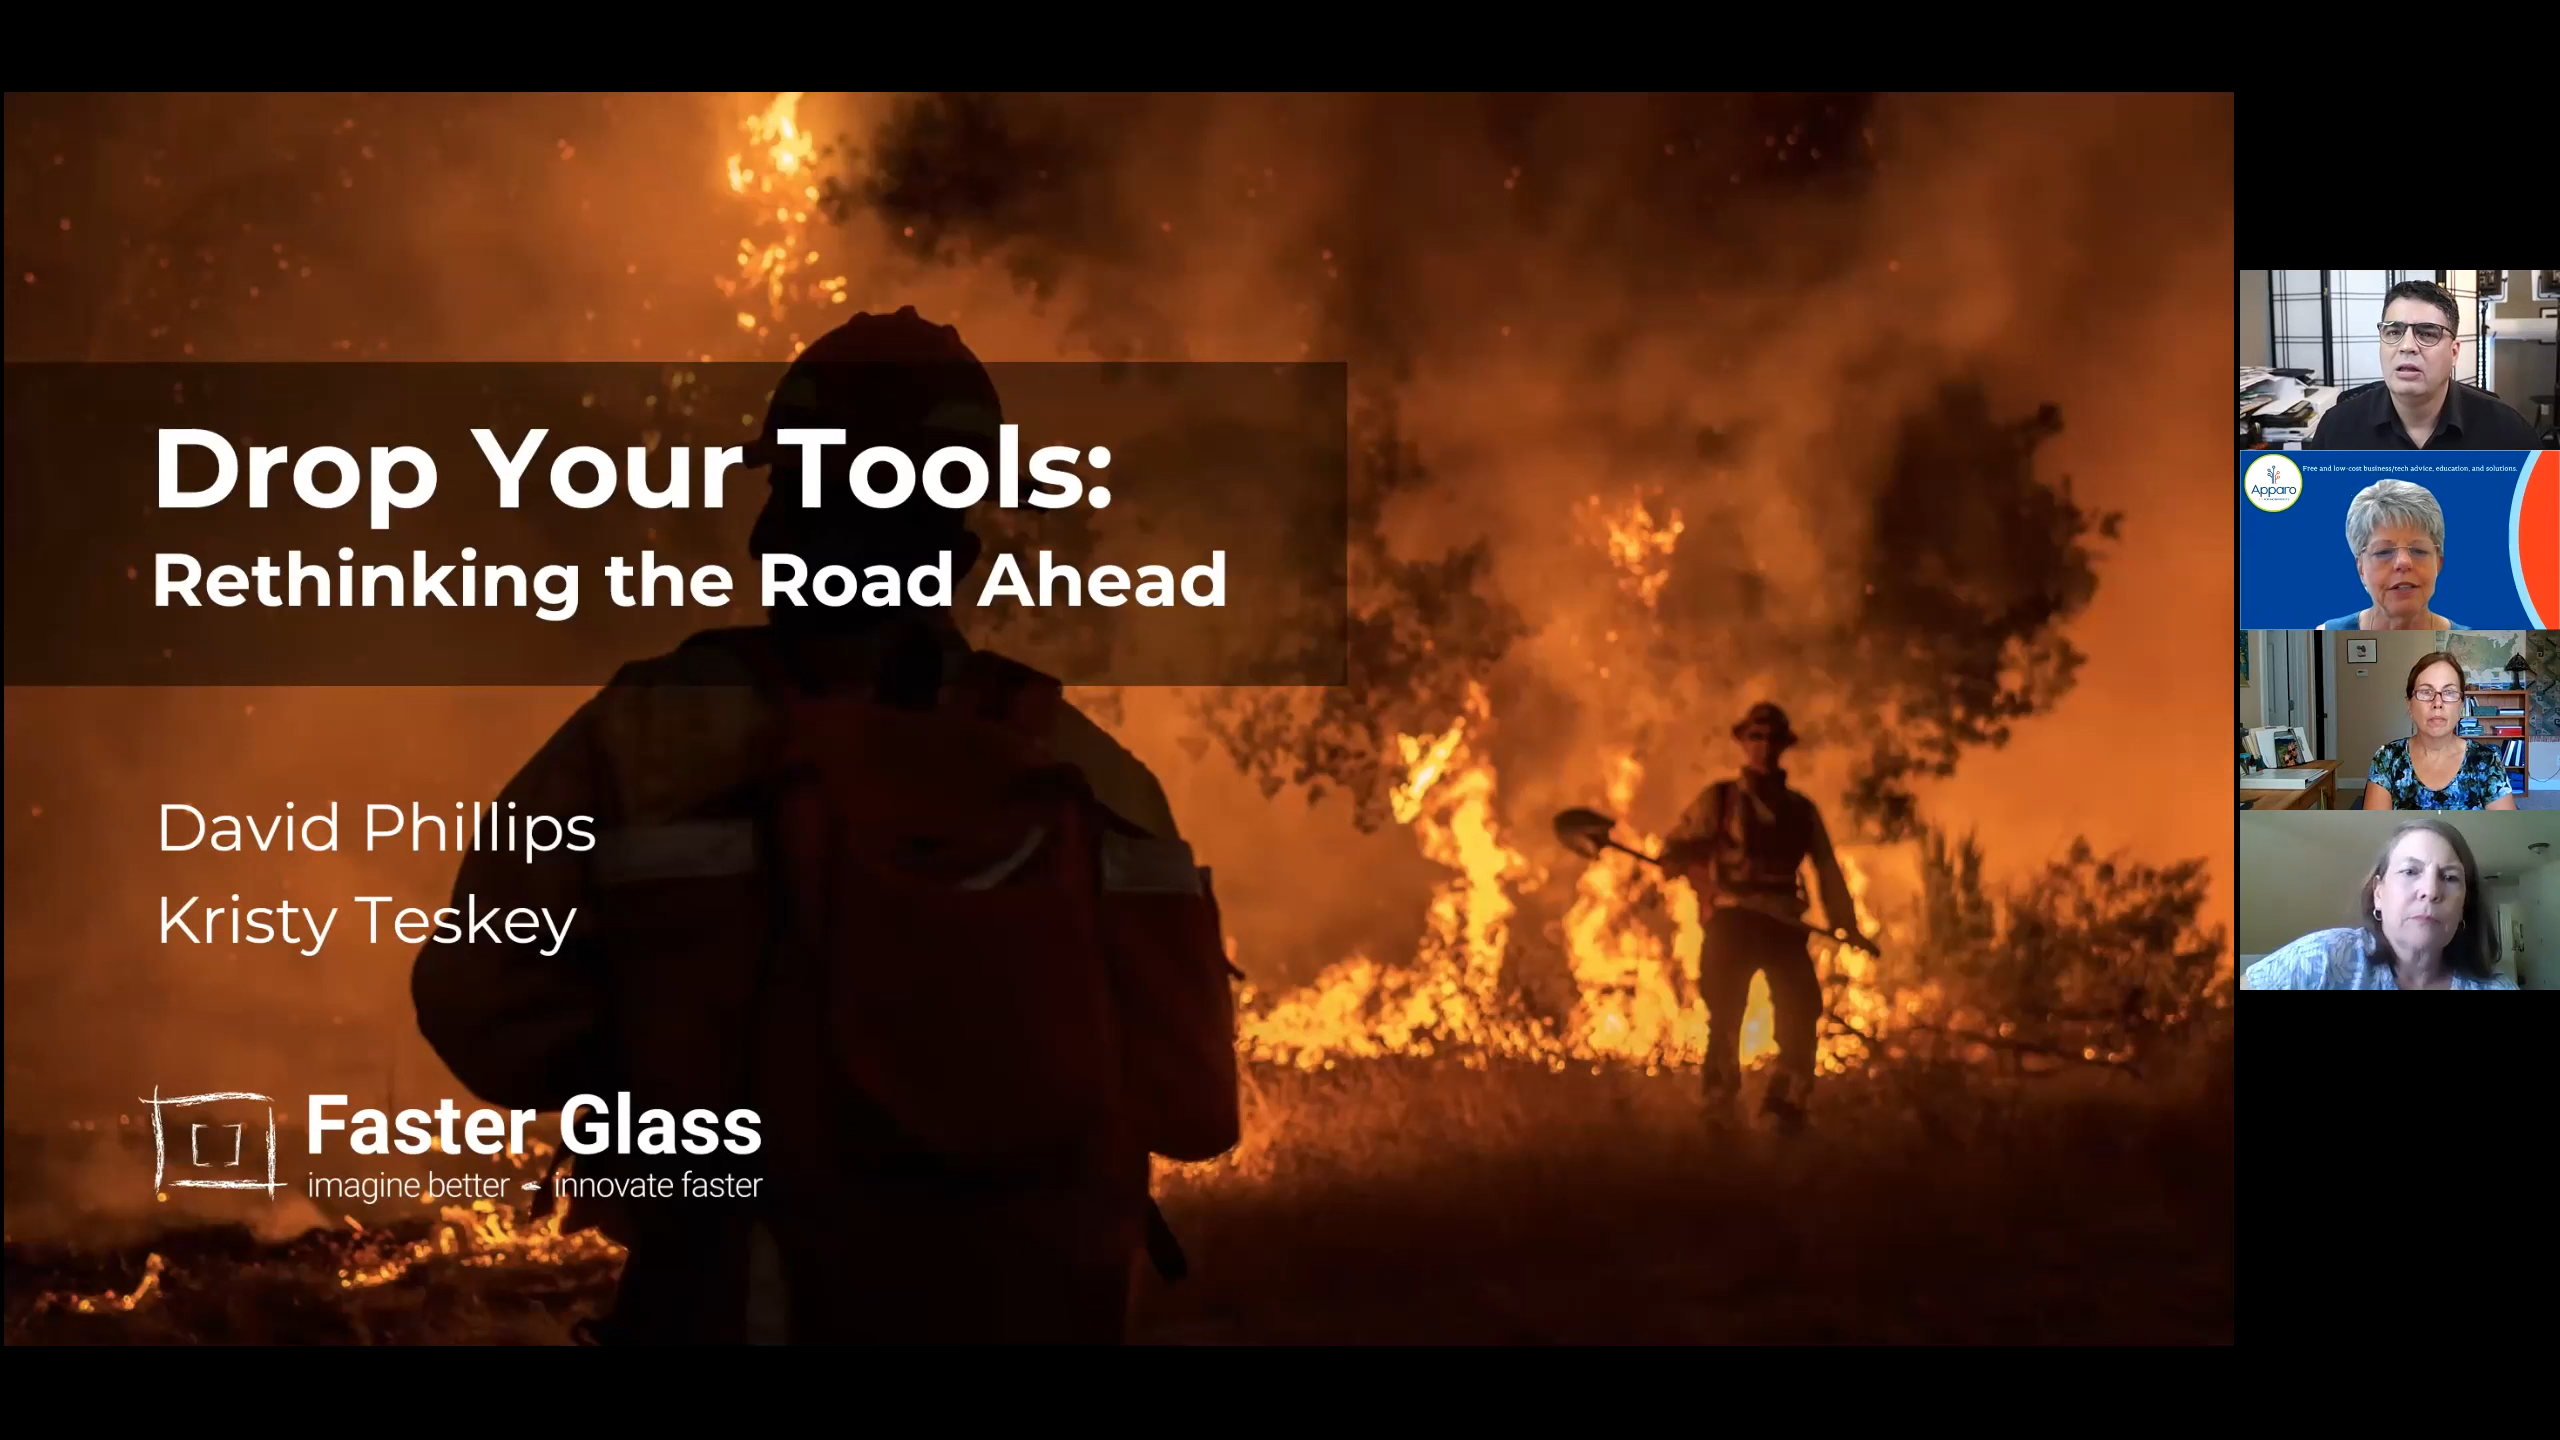 Drop Your Tools:
Rethinking the Road Ahead
David Phillips
Kristy Teskey
Faster Glass
imagine better - innovate faster
Free and low-cost business/tech advice, education, and solutions.
Apparo